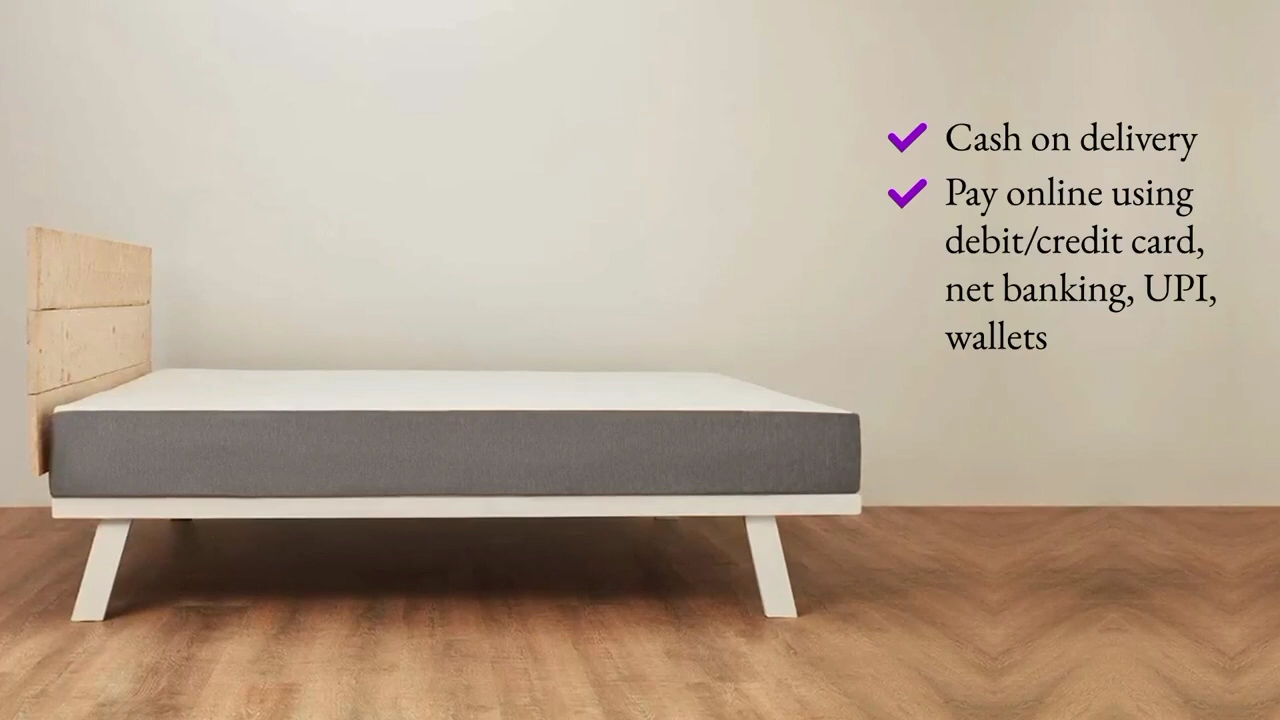 Cash on delivery
Pay online using
debit/credit card,
net banking, UPI,
wallets